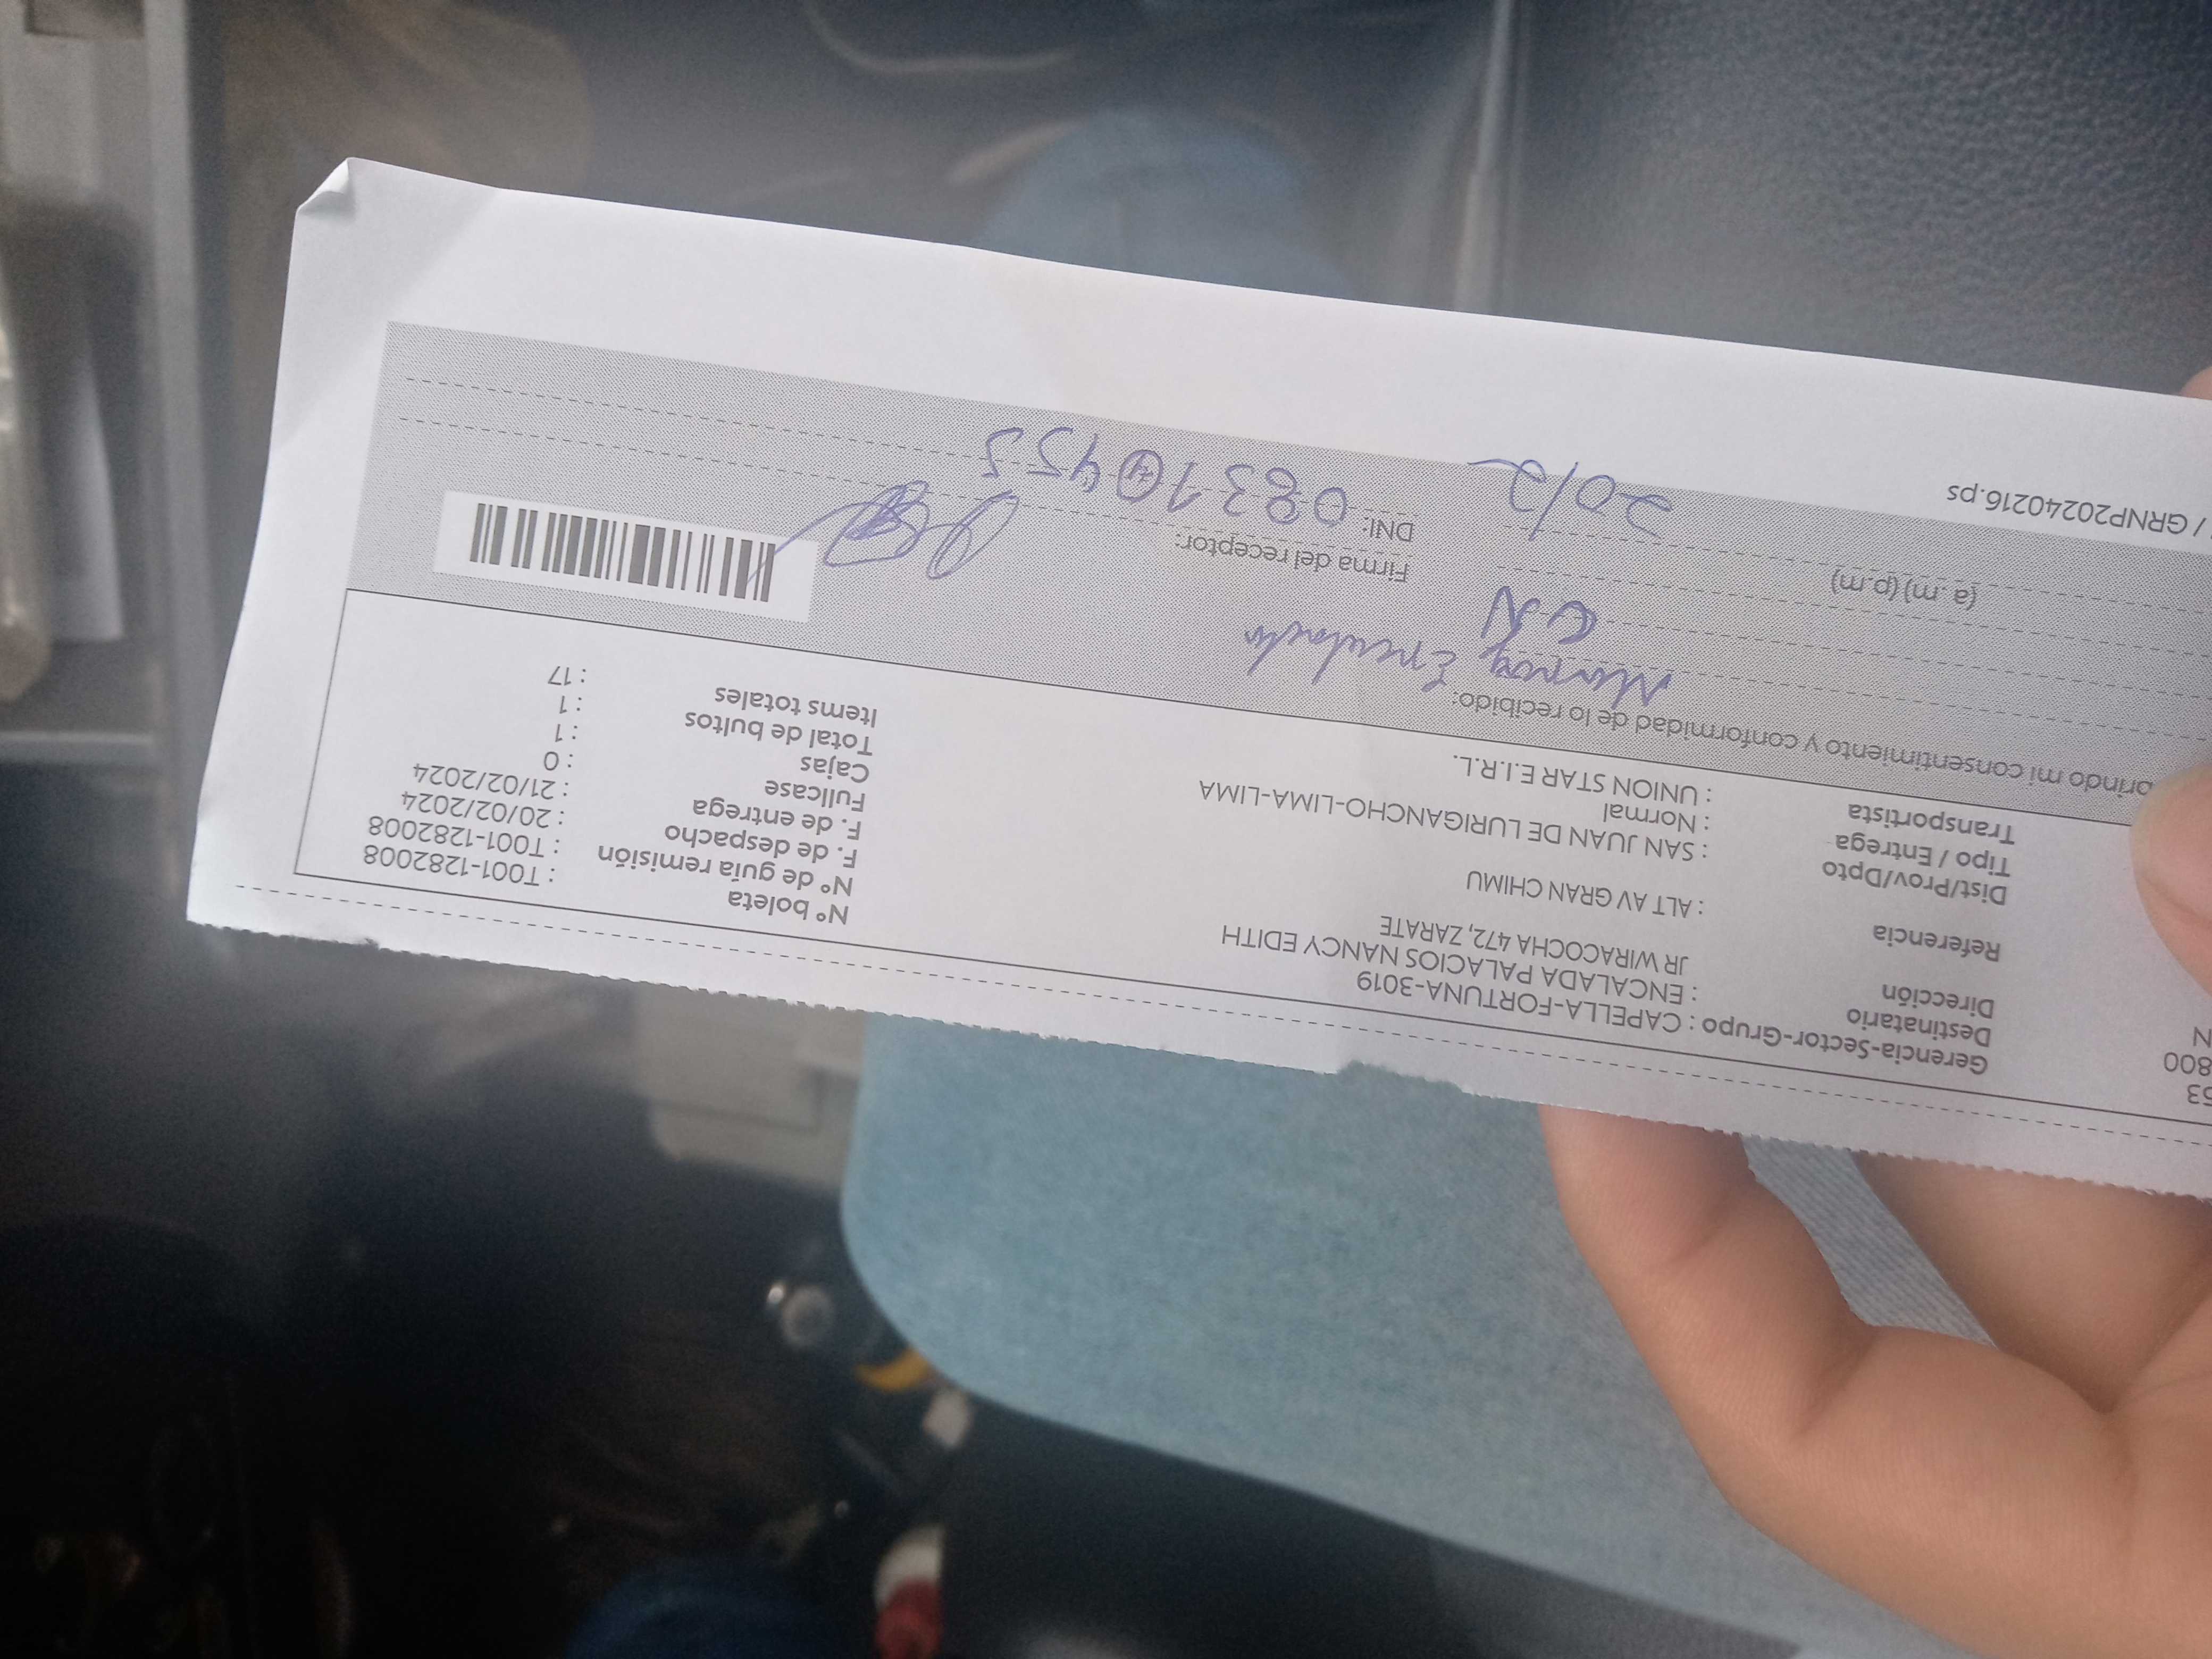 53
800
N
Gerencia-Sector-Grupo : CAPELLA-FORTUNA-3019
Destinatario : ENCALADA PALACIOS NANCY EDITH
Dirección JR WIRACOCHA 472, ZARATE
Referencia : ALT AV GRAN CHIMU
Dist/Prov/Dpto : SAN JUAN DE LURIGANCHO-LIMA-LIMA
Tipo / Entrega : Normal
Transportista : UNION STAR E.I.R.L.
N° boleta : T001-1282008
N° de guía remisión : T001-1282008
F. de despacho : 20/02/2024
F. de entrega : 21/02/2024
Fullcase : 0
Cajas : 1
Total de bultos : 1
Items totales : 17
brindo mi consentimiento y conformidad de lo recibido:
Nancy Encalada
(a. m) (p.m)
20/2
Firma del receptor:
DNI:
/ GRNP20240216.ps